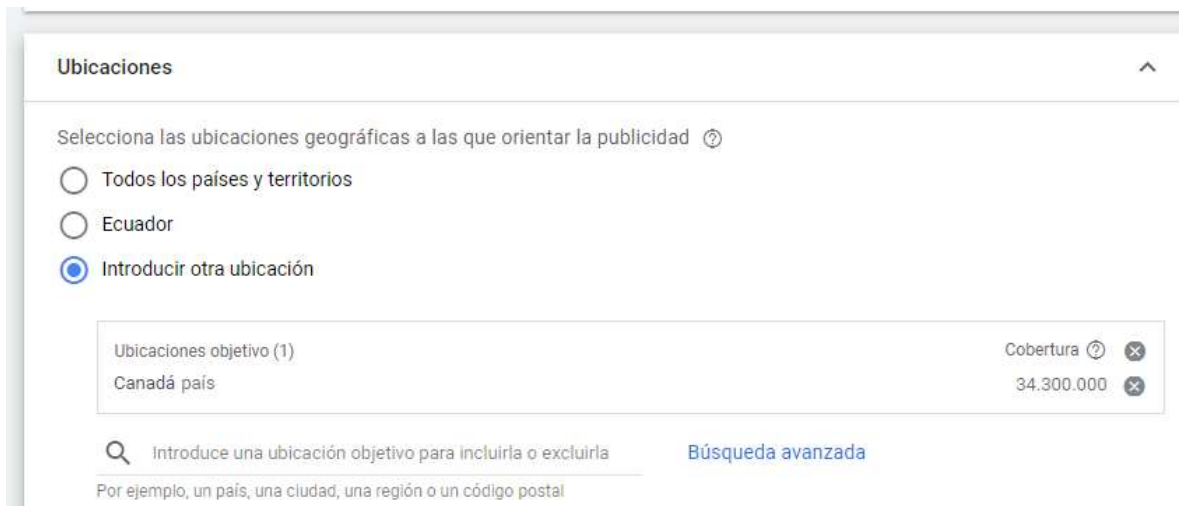 Ubicaciones
Selecciona las ubicaciones geográficas a las que orientar la publicidad
Todos los países y territorios
Ecuador
Introducir otra ubicación
Ubicaciones objetivo (1) Cobertura
Canadá país 34.300.000
Introduce una ubicación objetivo para incluirla o excluirla Búsqueda avanzada
Por ejemplo, un país, una ciudad, una región o un código postal